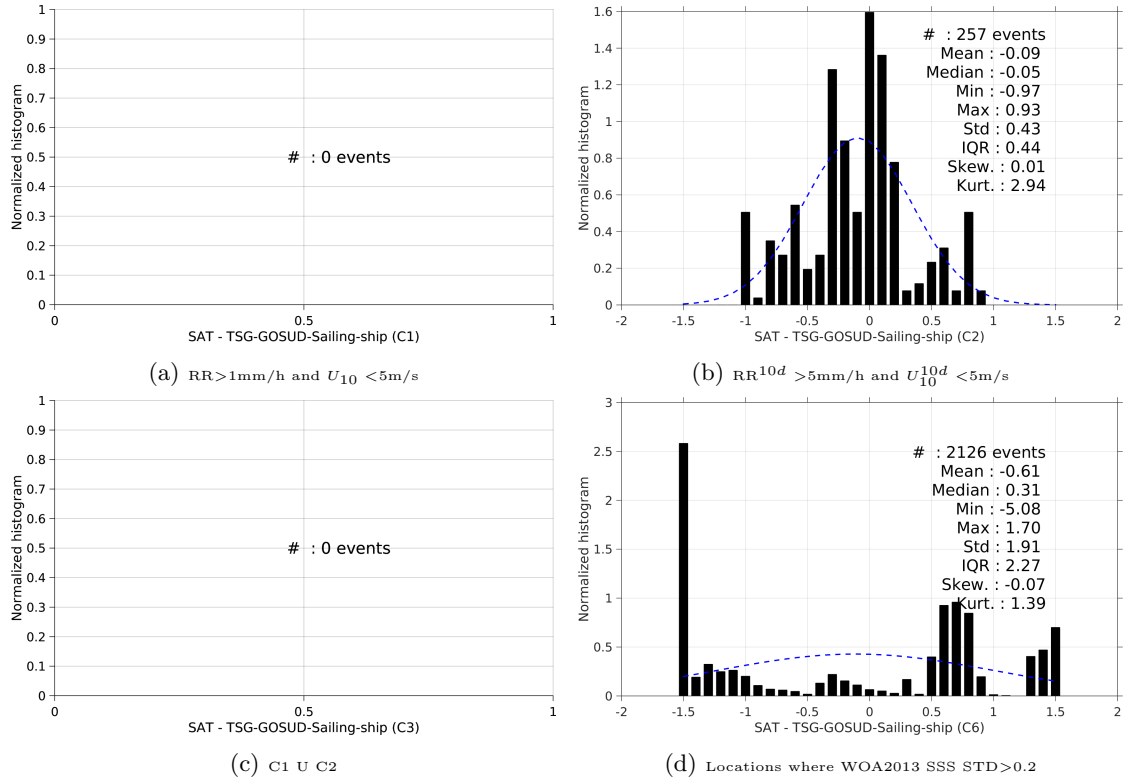 1
0.9
0.8
0.7
0.6
0.5
0.4
0.3
0.2
0.1
0
Normalized histogram
# : 0 events
0 0.5 1
SAT - TSG-GOSUD-Sailing-ship (C1)
(a) RR>1mm/h and U10 <5m/s
1.6
1.4
1.2
1
0.8
0.6
0.4
0.2
0
Normalized histogram
# : 257 events
Mean : -0.09
Median : -0.05
Min : -0.97
Max : 0.93
Std : 0.43
IQR : 0.44
Skew. : 0.01
Kurt. : 2.94
-2 -1.5 -1 -0.5 0 0.5 1 1.5 2
SAT - TSG-GOSUD-Sailing-ship (C2)
(b) RR10d >5mm/h and U10d10 <5m/s
1
0.9
0.8
0.7
0.6
0.5
0.4
0.3
0.2
0.1
0
Normalized histogram
# : 0 events
0 0.5 1
SAT - TSG-GOSUD-Sailing-ship (C3)
(c) C1 U C2
3
2.5
2
1.5
1
0.5
0
Normalized histogram
# : 2126 events
Mean : -0.61
Median : 0.31
Min : -5.08
Max : 1.70
Std : 1.91
IQR : 2.27
Skew. : -0.07
Kurt. : 1.39
-2 -1.5 -1 -0.5 0 0.5 1 1.5 2
SAT - TSG-GOSUD-Sailing-ship (C6)
(d) Locations where WOA2013 SSS STD>0.2